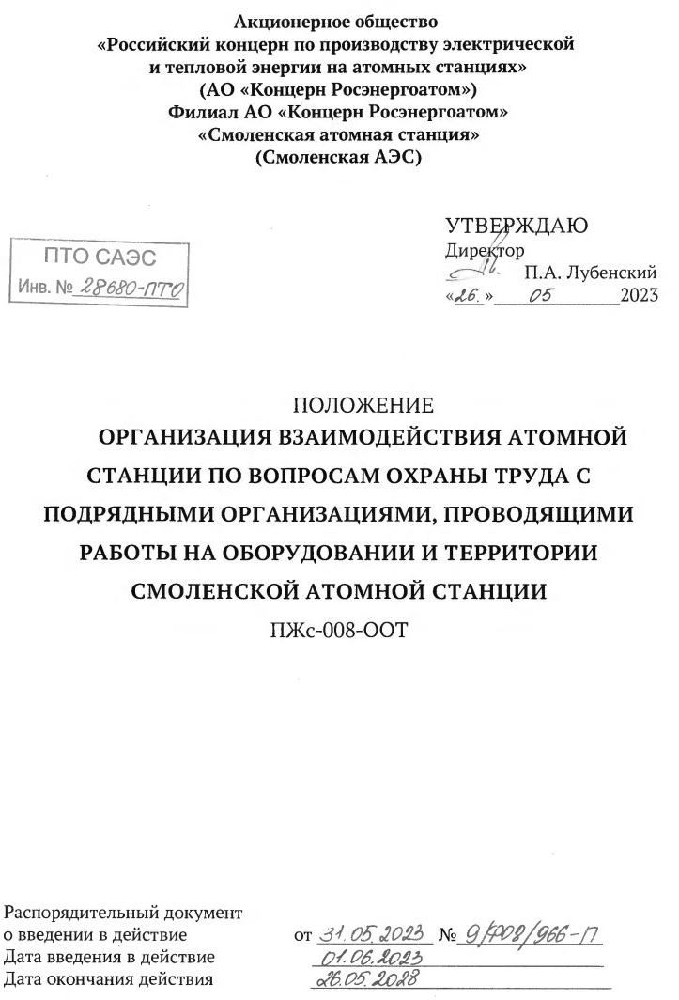 Акционерное общество
«Российский концерн по производству электрической
и тепловой энергии на атомных станциях»
(АО «Концерн Росэнергоатом»)
Филиал АО «Концерн Росэнергоатом»
«Смоленская атомная станция»
(Смоленская АЭС)
УТВЕРЖДАЮ
Директор
П.А. Лубенский
«26.» 05 2023
ПТО САЭС
Инв. № 28680-ПТО
ПОЛОЖЕНИЕ
ОРГАНИЗАЦИЯ ВЗАИМОДЕЙСТВИЯ АТОМНОЙ
СТАНЦИИ ПО ВОПРОСАМ ОХРАНЫ ТРУДА С
ПОДРЯДНЫМИ ОРГАНИЗАЦИЯМИ, ПРОВОДЯЩИМИ
РАБОТЫ НА ОБОРУДОВАНИИ И ТЕРРИТОРИИ
СМОЛЕНСКОЙ АТОМНОЙ СТАНЦИИ
ПЖс-008-ООТ
Распорядительный документ
о введении в действие от 31.05.2023 № 9/Ф08/966-П
Дата введения в действие 01.06.2023
Дата окончания действия 26.05.2028